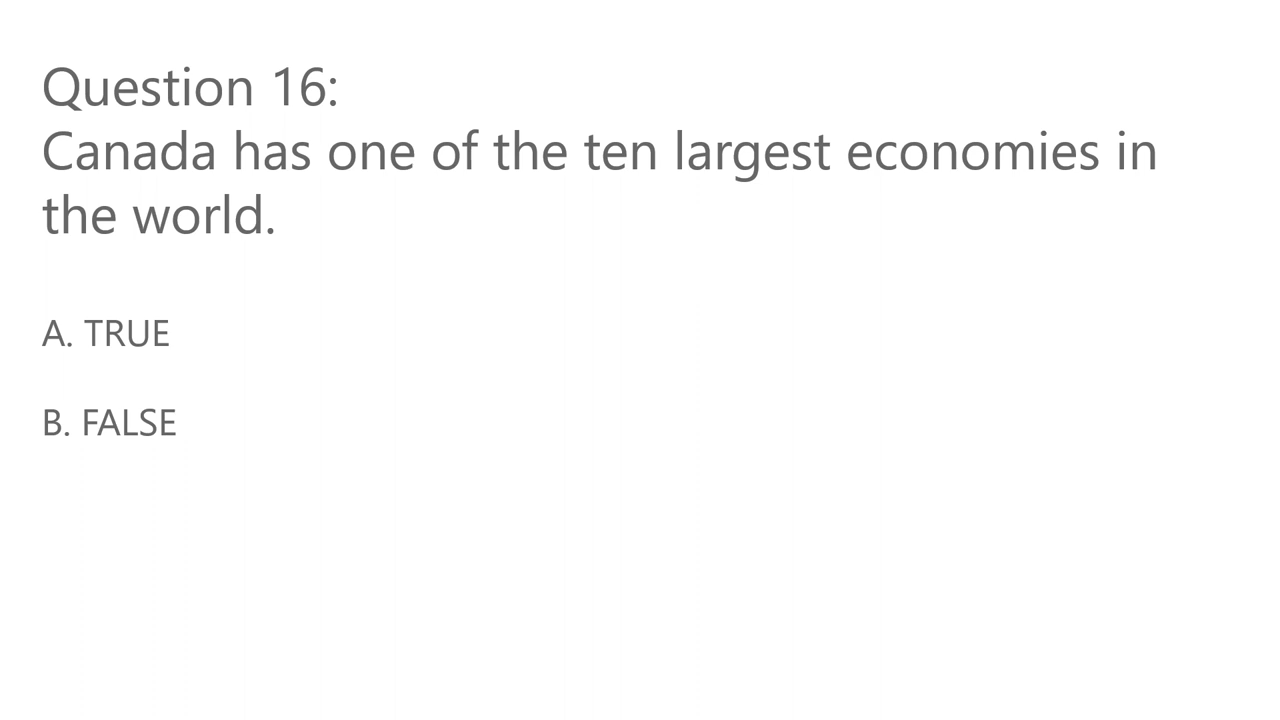 Question 16:
Canada has one of the ten largest economies in
the world.
A. TRUE
B. FALSE